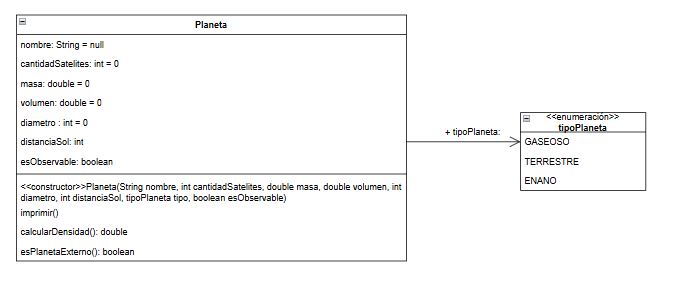 Planeta
nombre: String = null
cantidadSatelites: int = 0
masa: double = 0
volumen: double = 0
diametro : int = 0
distanciaSol: int
esObservable: boolean
<<constructor>>Planeta(String nombre, int cantidadSatelites, double masa, double volumen, int
diametro, int distanciaSol, tipoPlaneta tipo, boolean esObservable)
imprimir()
calcularDensidad(): double
esPlanetaExterno(): boolean
+ tipoPlaneta:
<<enumeración>>
tipoPlaneta
GASEOSO
TERRESTRE
ENANO